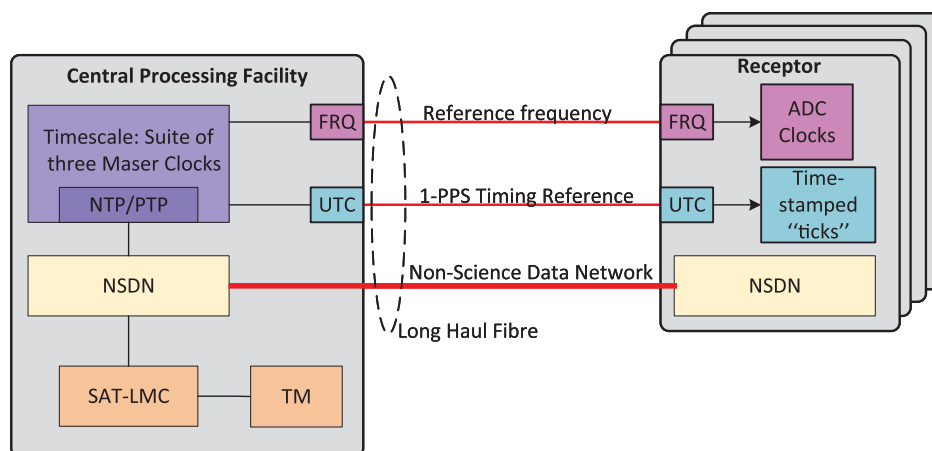 Central Processing Facility
Timescale: Suite of
three Maser Clocks
NTP/PTP
FRQ
UTC
NSDN
SAT-LMC
TM
Reference frequency
1-PPS Timing Reference
Non-Science Data Network
Long Haul Fibre
Receptor
FRQ
ADC
Clocks
UTC
Time-
stamped
“ticks”
NSDN